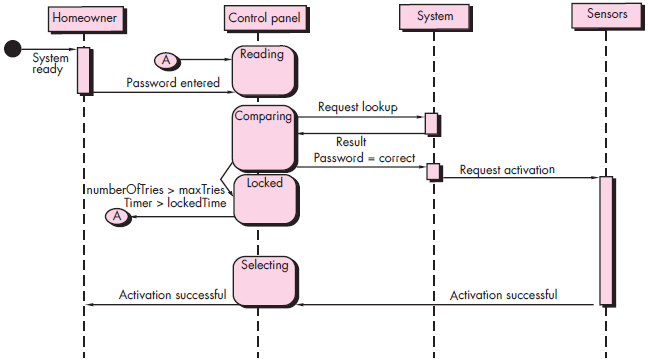 Homeowner
Control panel
System
Sensors
System
ready
A
Reading
Password entered
Comparing
Request lookup
Result
Password = correct
Request activation
Locked
numberOfTries > maxTries
Timer > lockedTime
A
Selecting
Activation successful
Activation successful